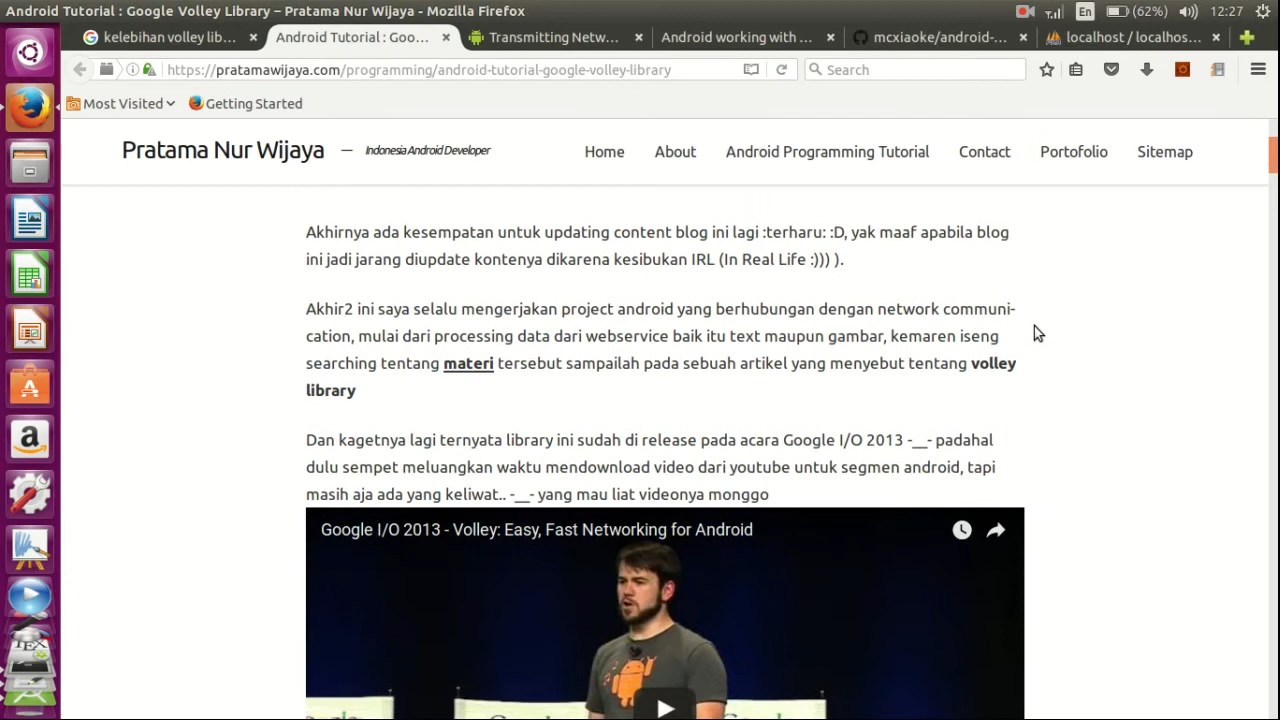 Android Tutorial : Google Volley Library – Pratama Nur Wijaya - Mozilla Firefox
En (62%) 12:27
kelebihan volley lib... Android Tutorial : Goo... Transmitting Netw... Android working with ... mcxiaoke/android-... localhost / localhos...
https://pratamawijaya.com/programming/android-tutorial-google-volley-library Search
Most Visited Getting Started
Pratama Nur Wijaya — Indonesia Android Developer Home About Android Programming Tutorial Contact Portofolio Sitemap
Akhirnya ada kesempatan untuk updating content blog ini lagi :terharu: :D, yak maaf apabila blog
ini jadi jarang diupdate kontenya dikarena kesibukan IRL (In Real Life :))) ).
Akhir2 ini saya selalu mengerjakan project android yang berhubungan dengan network communi-
cation, mulai dari processing data dari webservice baik itu text maupun gambar, kemaren iseng
searching tentang materi tersebut sampailah pada sebuah artikel yang menyebut tentang volley
library
Dan kagetnya lagi ternyata library ini sudah di release pada acara Google I/O 2013 -__- padahal
dulu sempet meluangkan waktu mendownload video dari youtube untuk segmen android, tapi
masih aja ada yang keliwat.. -__- yang mau liat videonya monggo
Google I/O 2013 - Volley: Easy, Fast Networking for Android